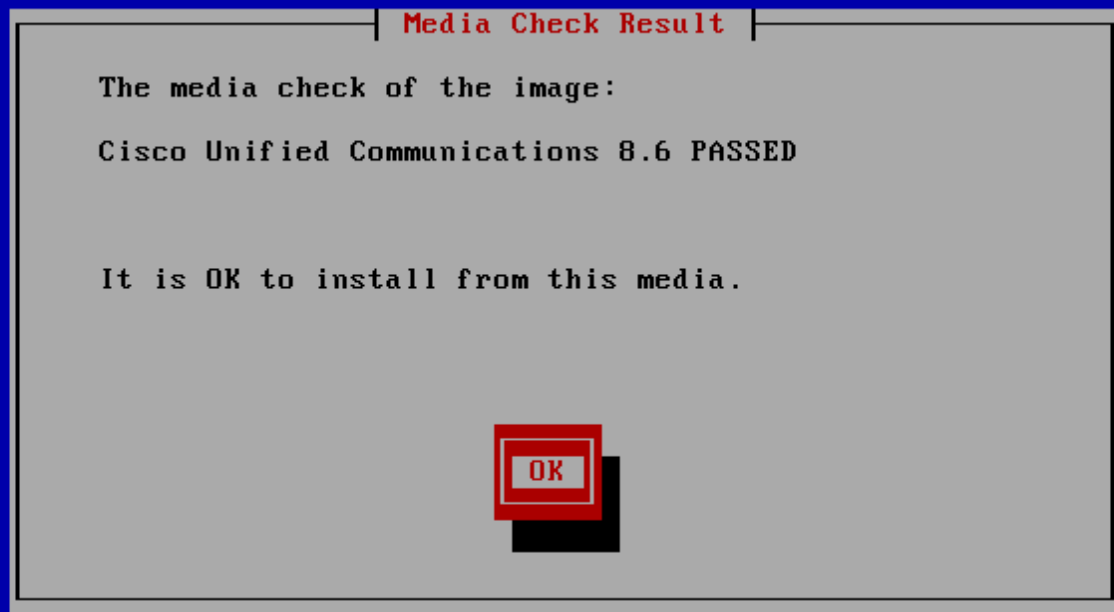 Media Check Result
The media check of the image:
Cisco Unified Communications 8.6 PASSED
It is OK to install from this media.
OK